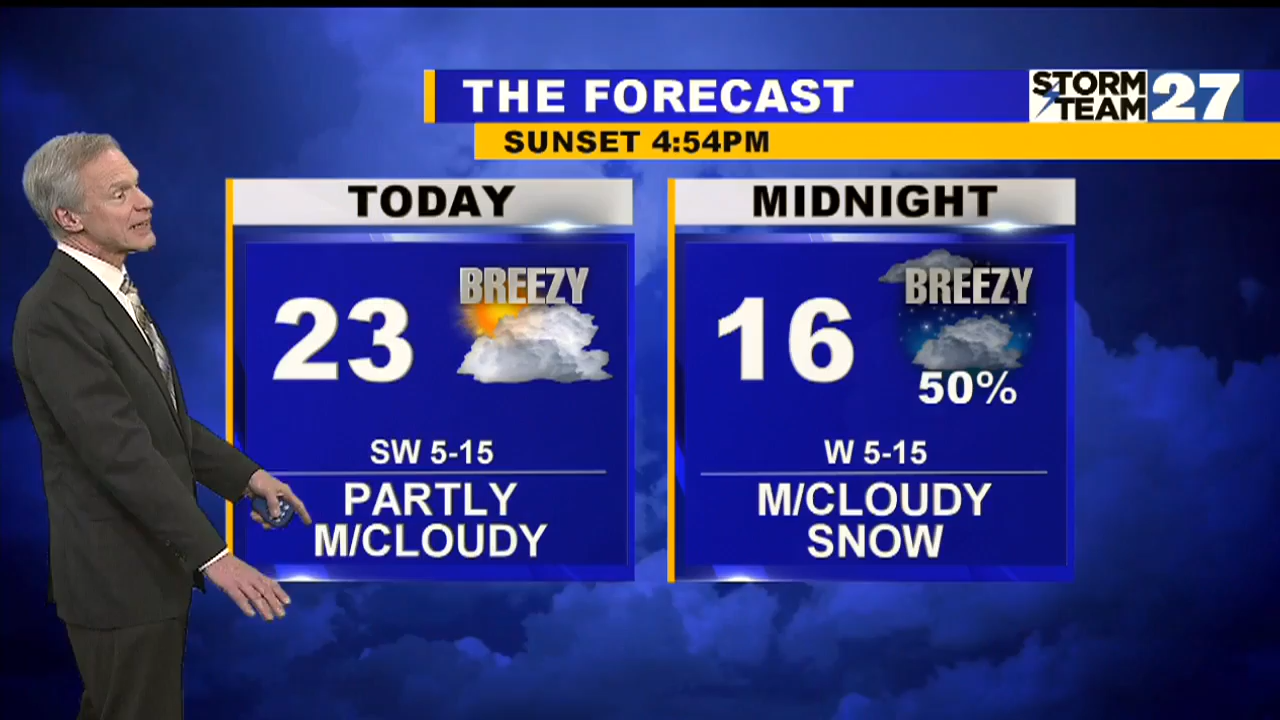 THE FORECAST
STORM TEAM 27
SUNSET 4:54PM
TODAY
BREEZY
23
SW 5-15
PARTLY
M/CLOUDY
MIDNIGHT
BREEZY
16
50%
W 5-15
M/CLOUDY
SNOW